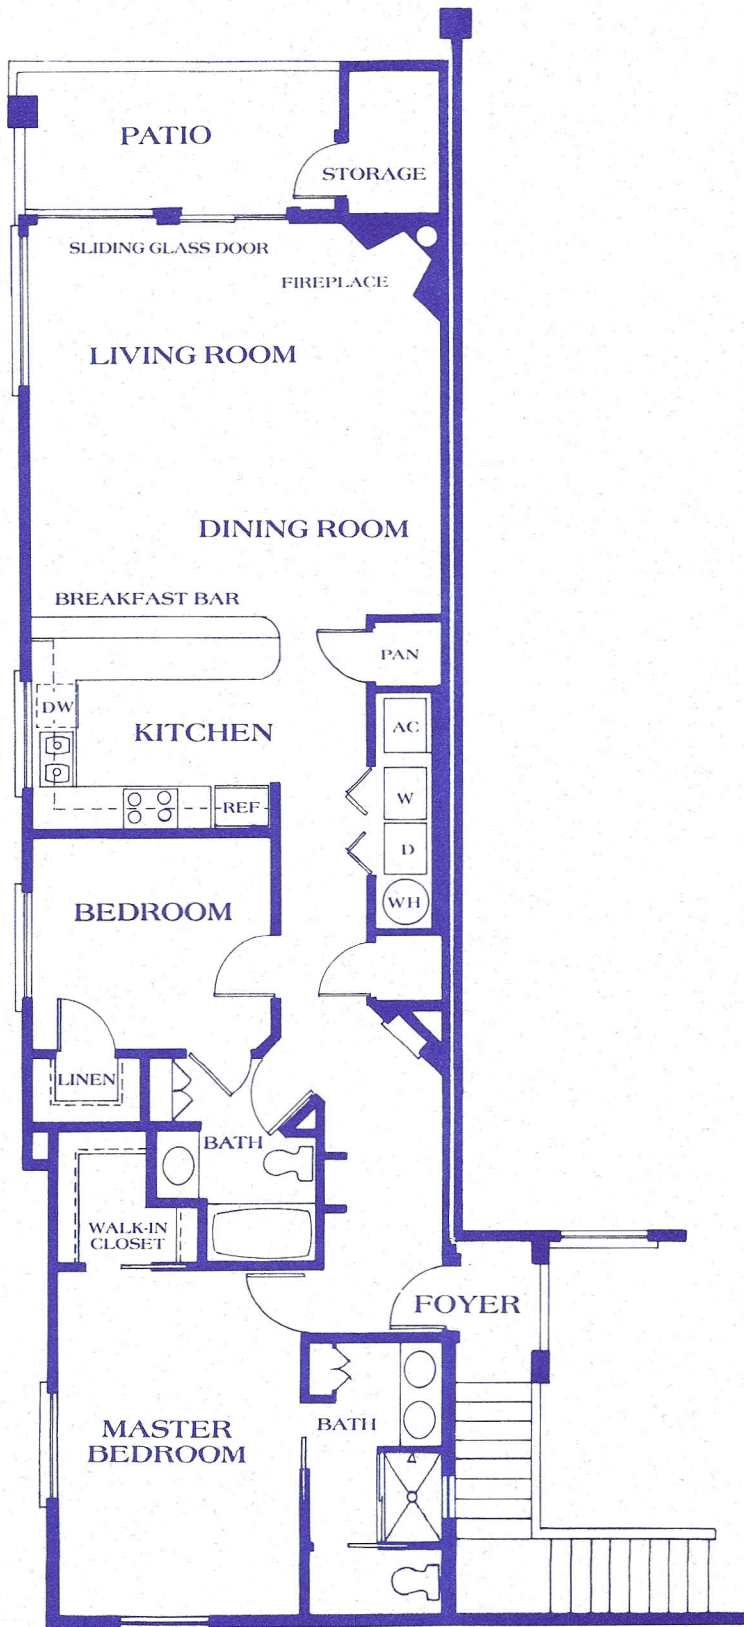 PATIO
STORAGE
SLIDING GLASS DOOR
FIREPLACE
LIVING ROOM
DINING ROOM
BREAKFAST BAR
PAN
DW
KITCHEN
AC
W
REF
D
WH
BEDROOM
LINEN
BATH
WALK-IN
CLOSET
FOYER
MASTER
BEDROOM
BATH